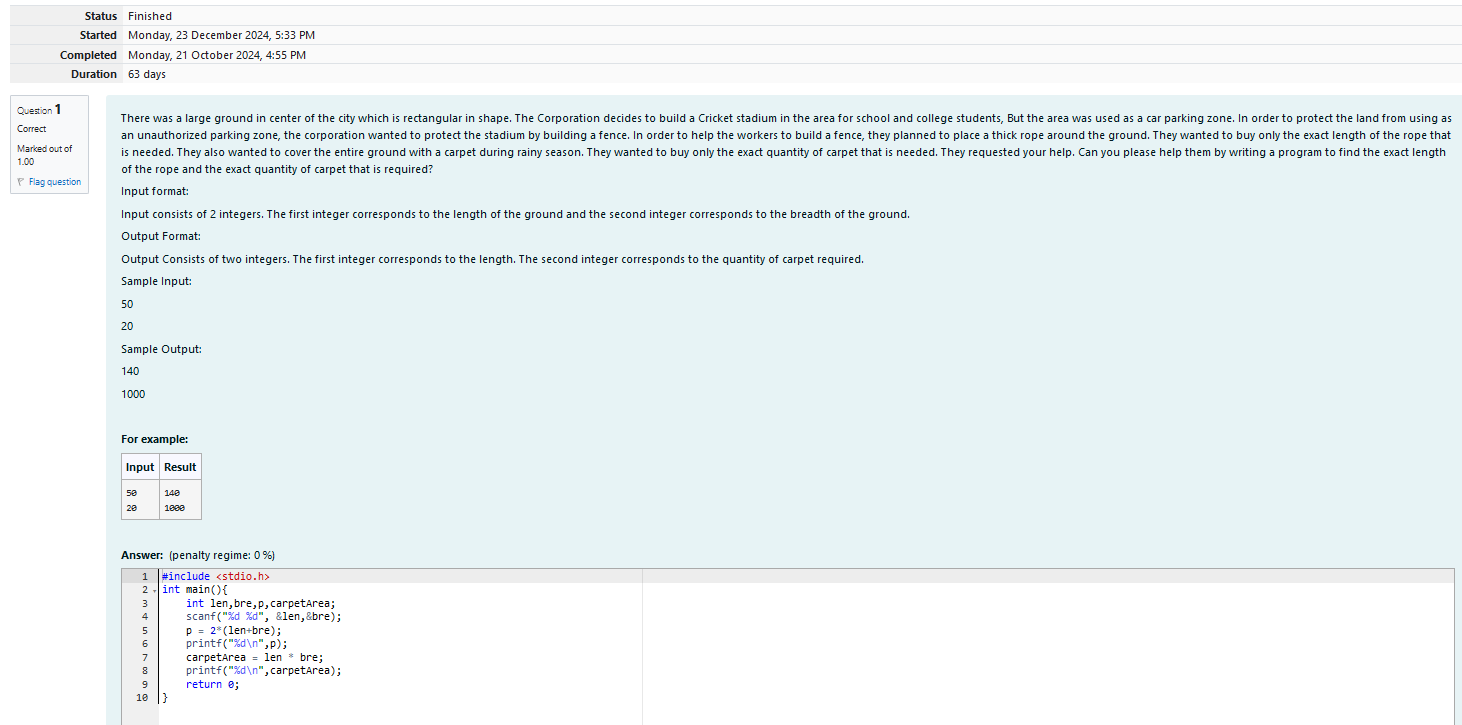 Status Finished
Started Monday, 23 December 2024, 5:33 PM
Completed Monday, 21 October 2024, 4:55 PM
Duration 63 days
Question 1
Correct
Marked out of
1.00
Flag question
There was a large ground in center of the city which is rectangular in shape. The Corporation decides to build a Cricket stadium in the area for school and college students, But the area was used as a car parking zone. In order to protect the land from using as
an unauthorized parking zone, the corporation wanted to protect the stadium by building a fence. In order to help the workers to build a fence, they planned to place a thick rope around the ground. They wanted to buy only the exact length of the rope that
is needed. They also wanted to cover the entire ground with a carpet during rainy season. They wanted to buy only the exact quantity of carpet that is needed. They requested your help. Can you please help them by writing a program to find the exact length
of the rope and the exact quantity of carpet that is required?
Input format:
Input consists of 2 integers. The first integer corresponds to the length of the ground and the second integer corresponds to the breadth of the ground.
Output Format:
Output Consists of two integers. The first integer corresponds to the length. The second integer corresponds to the quantity of carpet required.
Sample Input:
50
20
Sample Output:
140
1000
For example:
Input Result
50 140
20 1000
Answer: (penalty regime: 0 %)
1 #include <stdio.h>
2 int main(){
3 int len,bre,p,carpetArea;
4 scanf("%d %d", &len,&bre);
5 p = 2*(len+bre);
6 printf("%d\n",p);
7 carpetArea = len * bre;
8 printf("%d\n",carpetArea);
9 return 0;
10 }